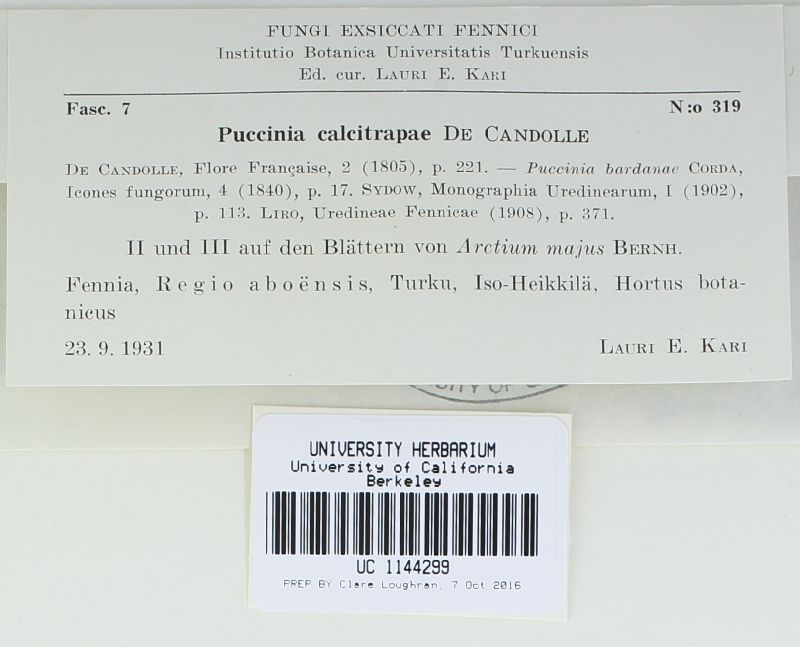 FUNGI EXSICCATI FENNICI
Institutio Botanica Universitatis Turkuensis
Ed. cur. LAURI E. KARI
Fasc. 7 N:o 319
Puccinia calcitrapae DE CANDOLLE
DE CANDOLLE, Flore Française, 2 (1805), p. 221. — Puccinia bardanae CORDA,
Icones fungorum, 4 (1840), p. 17. SYDOW, Monographia Uredinearum, I (1902),
p. 113. LIRO, Uredineae Fennicae (1908), p. 371.
II und III auf den Blättern von Arctium majus BERNH.
Fennia, Regio aboënsis, Turku, Iso-Heikkilä, Hortus bota-
nicus
23. 9. 1931 LAURI E. KARI
UNIVERSITY HERBARIUM
University of California
Berkeley
UC 1144299
PREP BY Clare Loughran, 7 Oct 2016